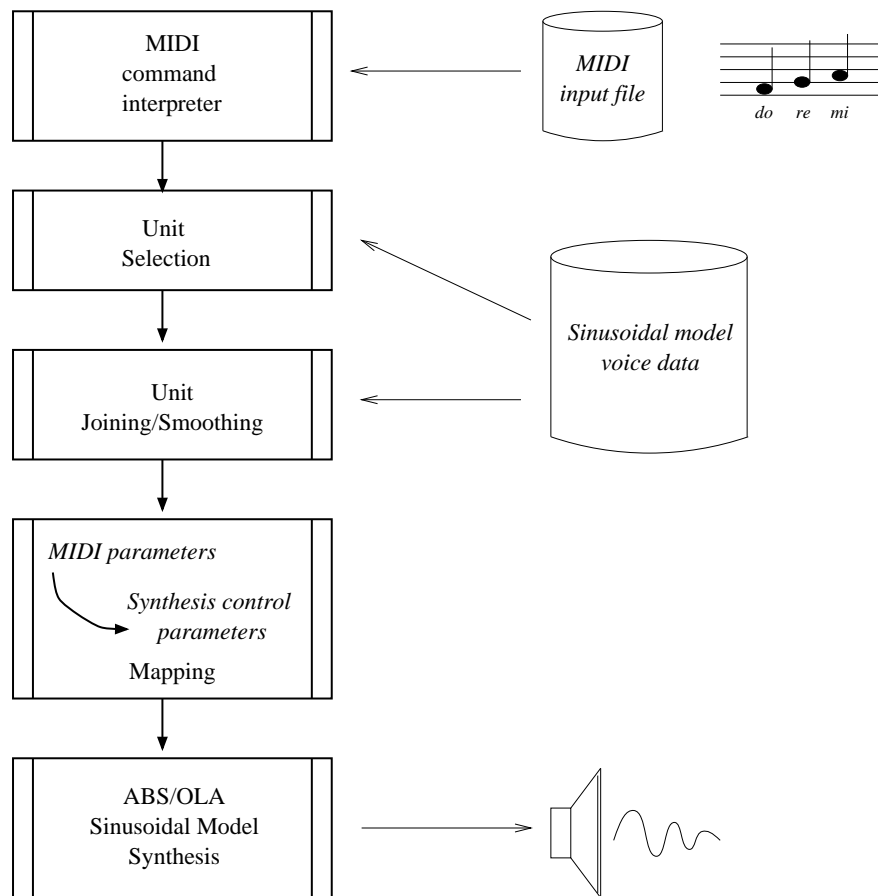 MIDI
command
interpreter
MIDI
input file
do re mi
Unit
Selection
Sinusoidal model
voice data
Unit
Joining/Smoothing
MIDI parameters
Synthesis control
parameters
Mapping
ABS/OLA
Sinusoidal Model
Synthesis